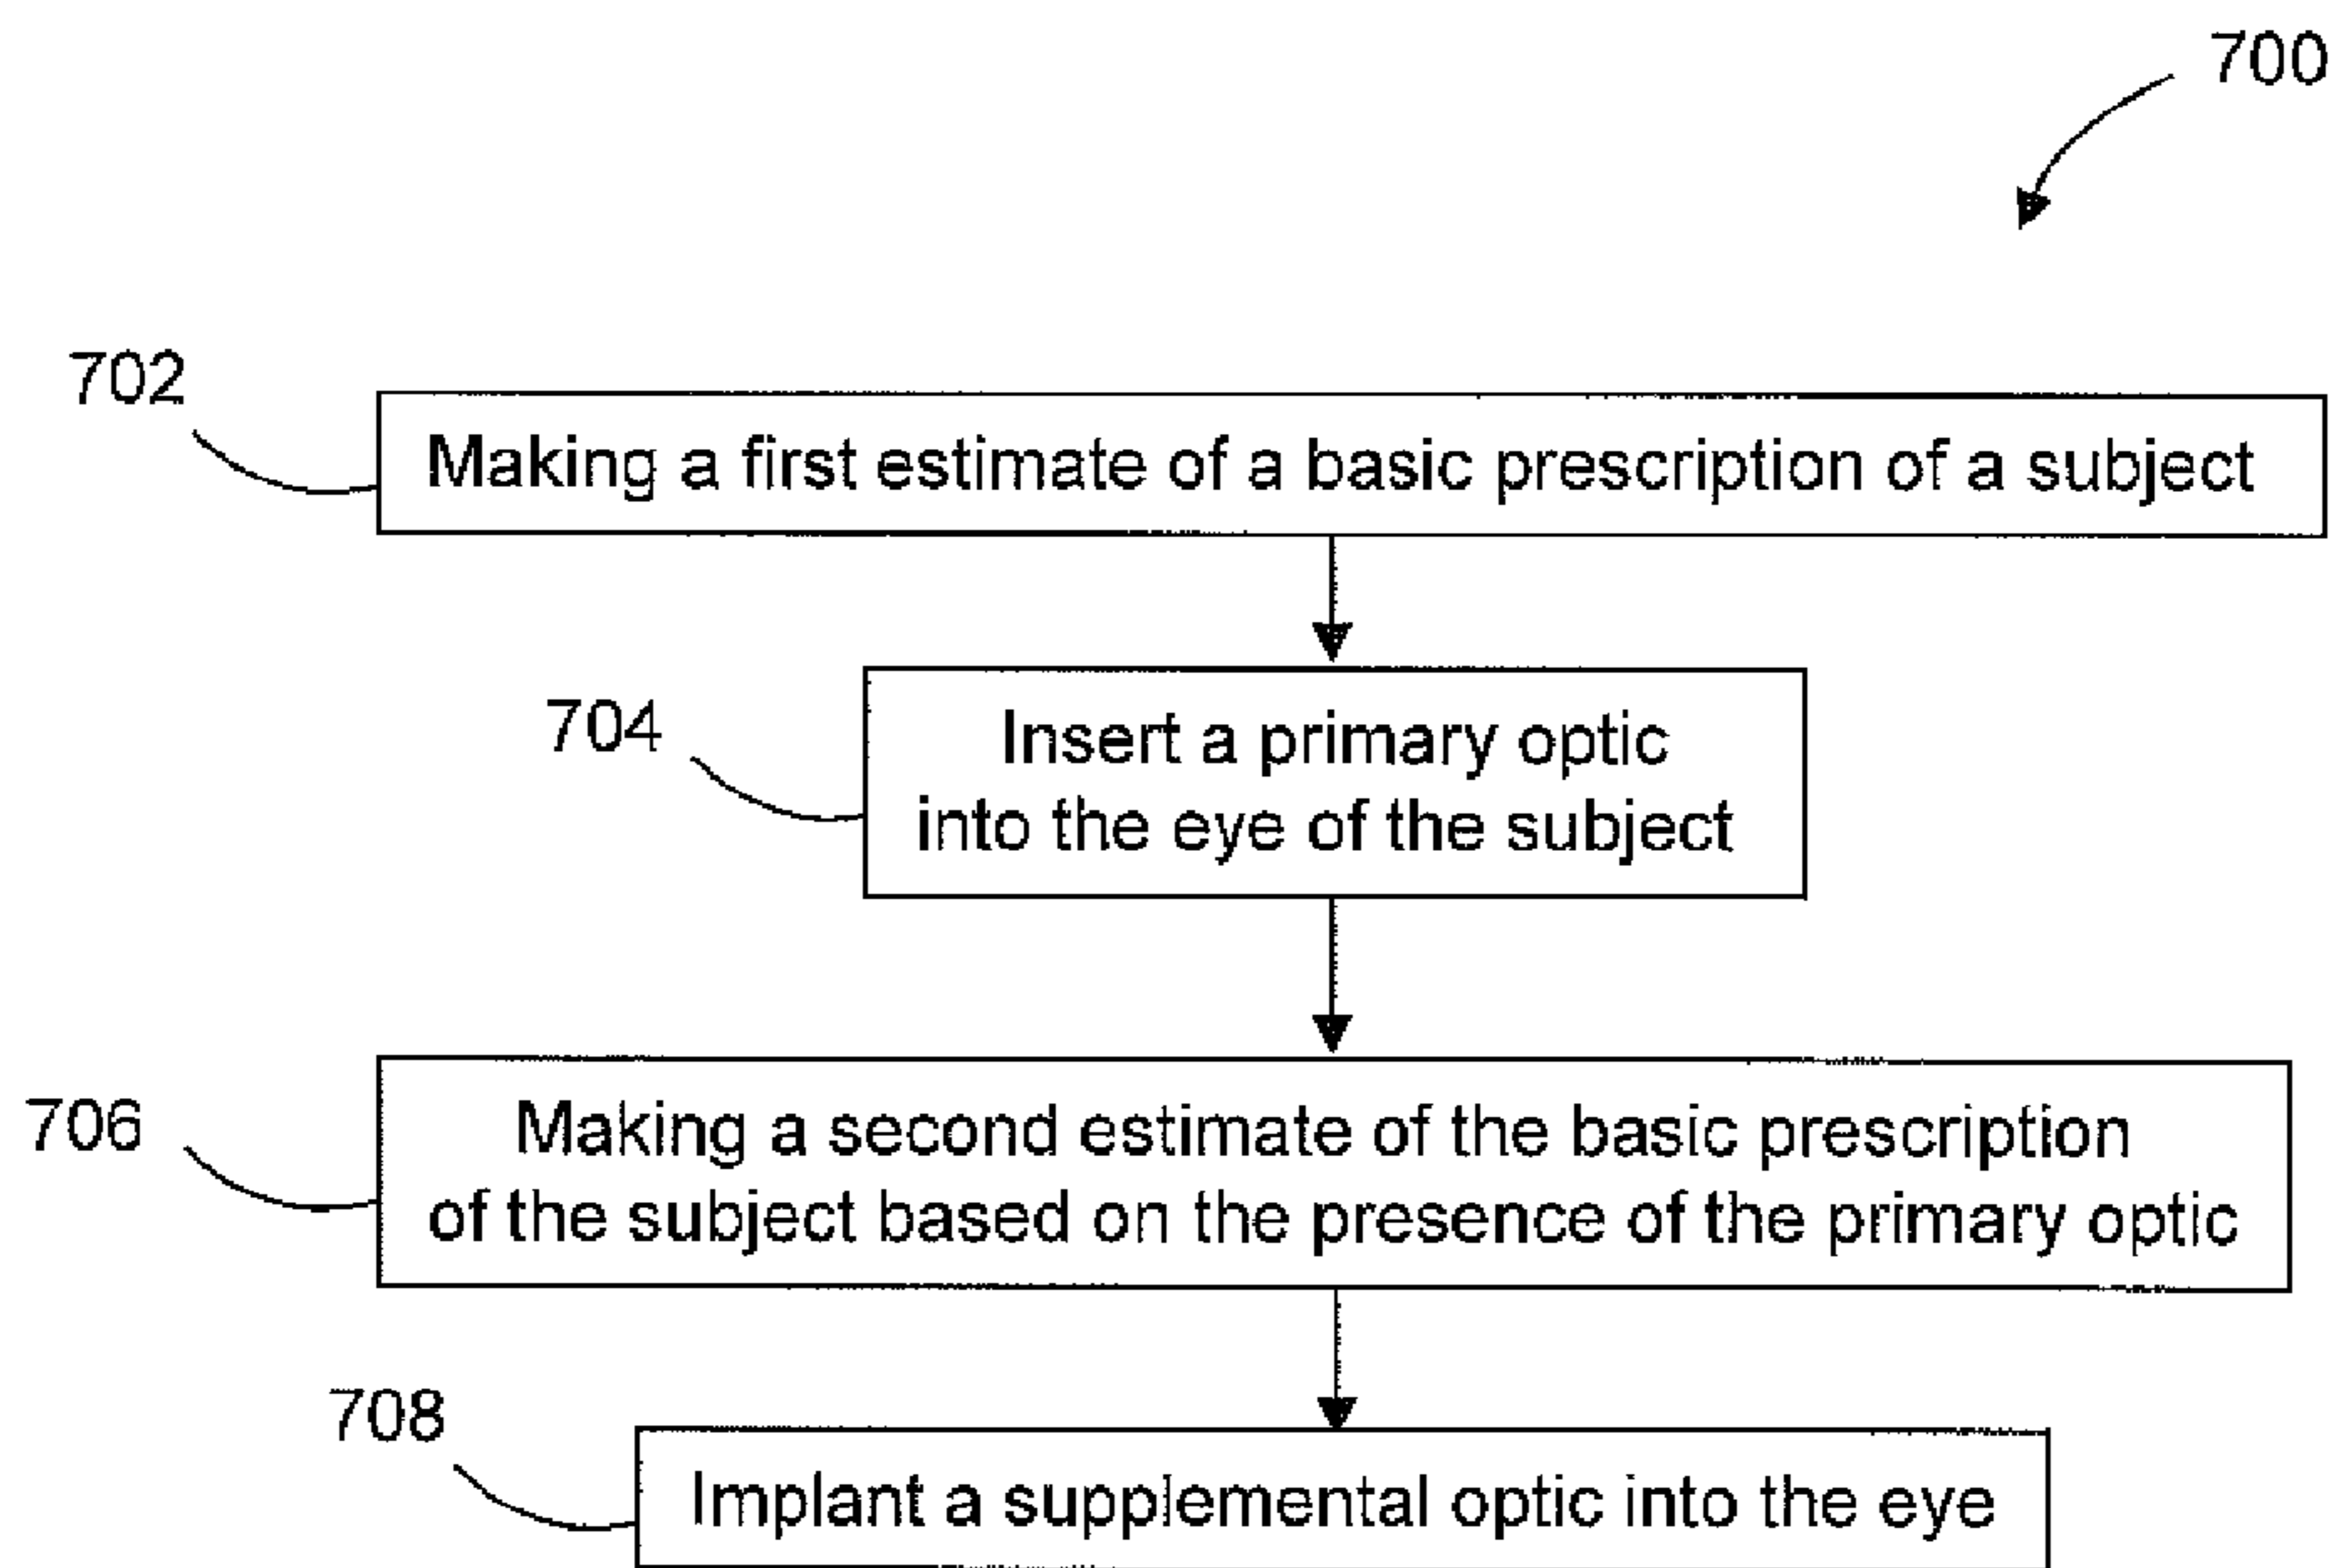 700
702
Making a first estimate of a basic prescription of a subject
704
Insert a primary optic
into the eye of the subject
706
Making a second estimate of the basic prescription
of the subject based on the presence of the primary optic
708
Implant a supplemental optic into the eye